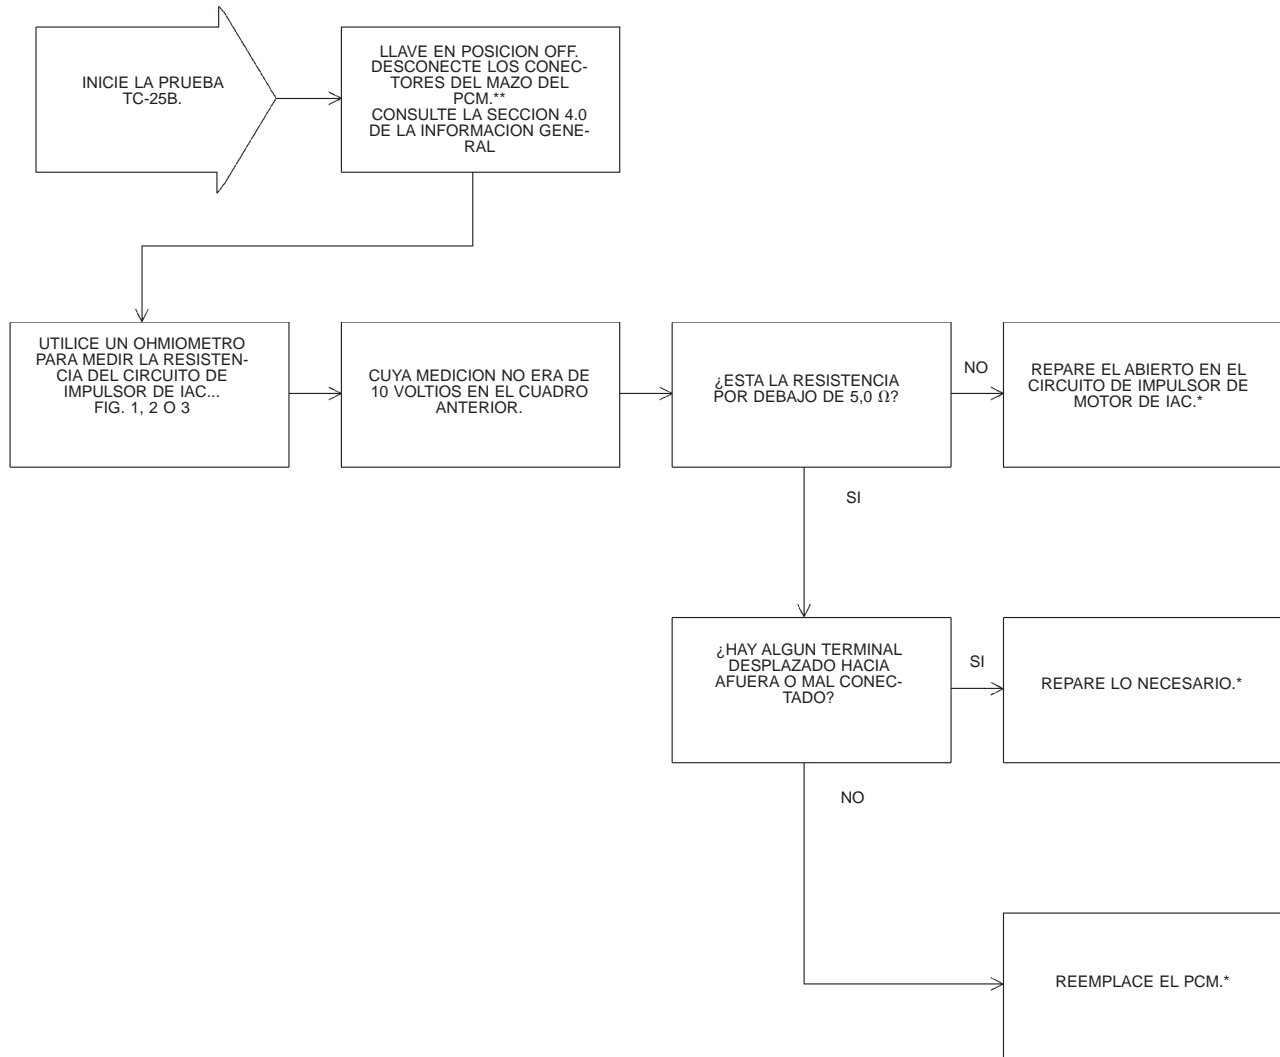 INICIE LA PRUEBA
TC-25B.
LLAVE EN POSICION OFF.
DESCONECTE LOS CONEC-
TORES DEL MAZO DEL
PCM.**
CONSULTE LA SECCION 4.0
DE LA INFORMACION GENE-
RAL
UTILICE UN OHMIOMETRO
PARA MEDIR LA RESISTEN-
CIA DEL CIRCUITO DE
IMPULSOR DE IAC...
FIG. 1, 2 O 3
CUYA MEDICION NO ERA DE
10 VOLTIOS EN EL CUADRO
ANTERIOR.
¿ESTA LA RESISTENCIA
POR DEBAJO DE 5,0 Ω?
NO
REPARE EL ABIERTO EN EL
CIRCUITO DE IMPULSOR DE
MOTOR DE IAC.*
SI
¿HAY ALGUN TERMINAL
DESPLAZADO HACIA
AFUERA O MAL CONEC-
TADO?
SI
REPARE LO NECESARIO.*
NO
REEMPLACE EL PCM.*